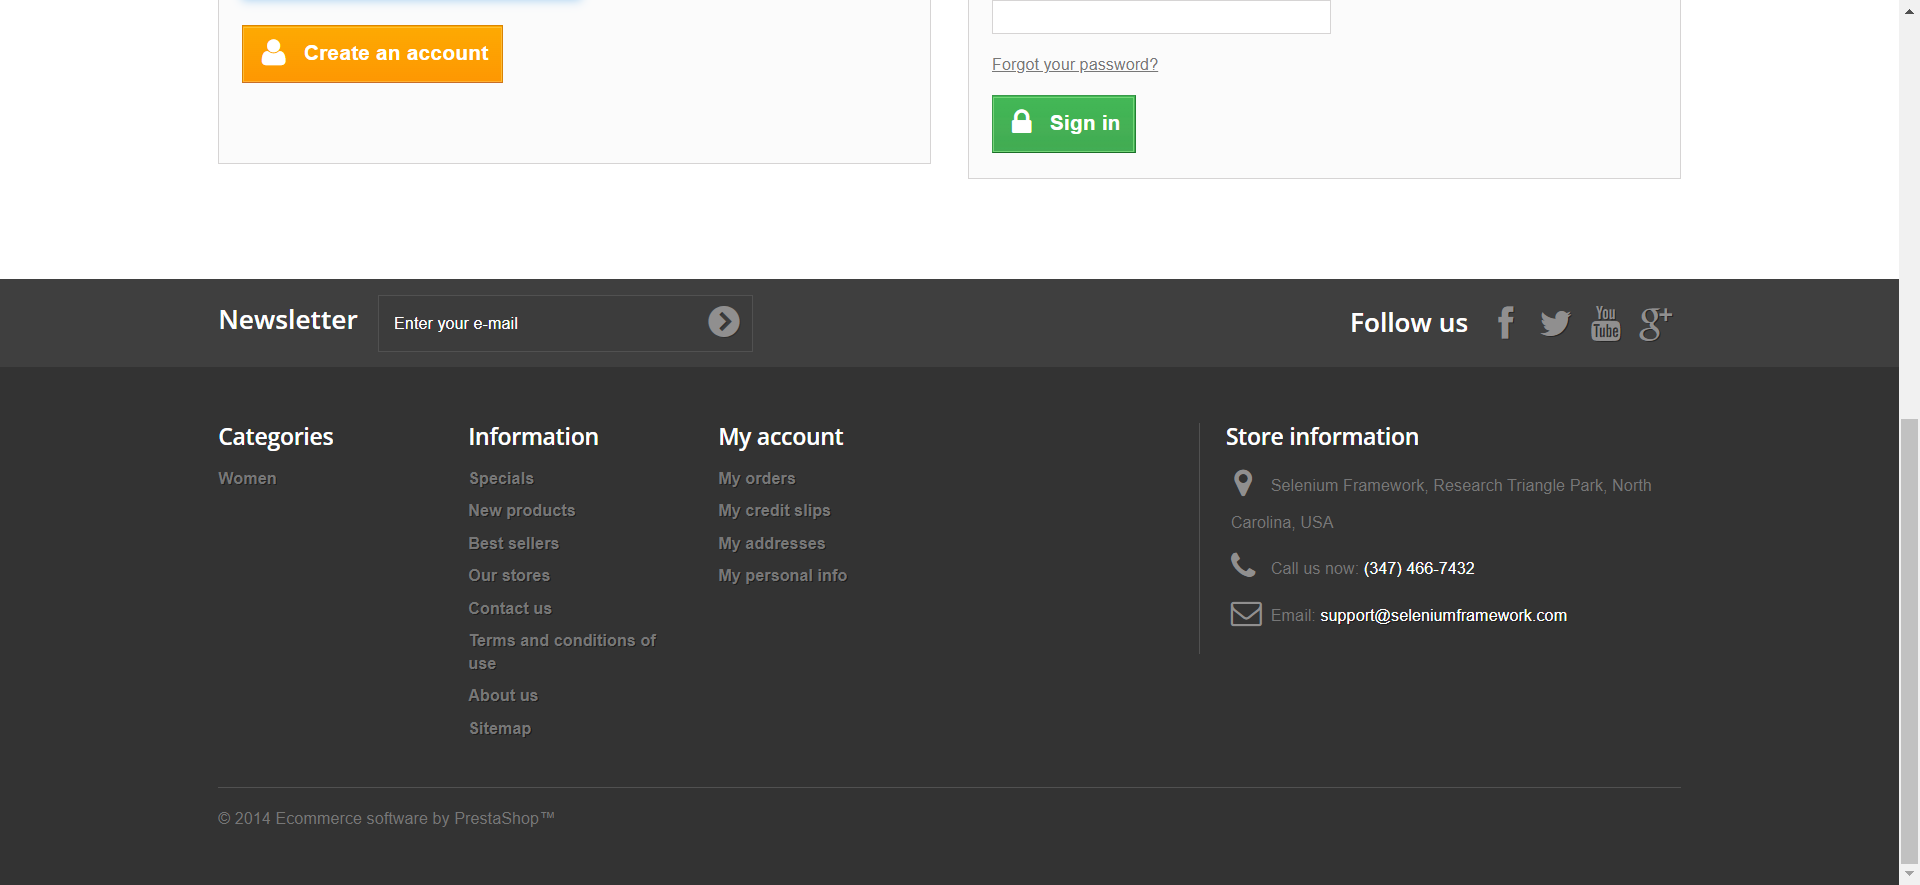 Create an account
Forgot your password?
Sign in
Newsletter
Enter your e-mail
Follow us
You
Tube
g+
Categories
Women
Information
Specials
New products
Best sellers
Our stores
Contact us
Terms and conditions of
use
About us
Sitemap
My account
My orders
My credit slips
My addresses
My personal info
Store information
Selenium Framework, Research Triangle Park, North
Carolina, USA
Call us now: (347) 466-7432
Email: support@seleniumframework.com
© 2014 Ecommerce software by PrestaShop™